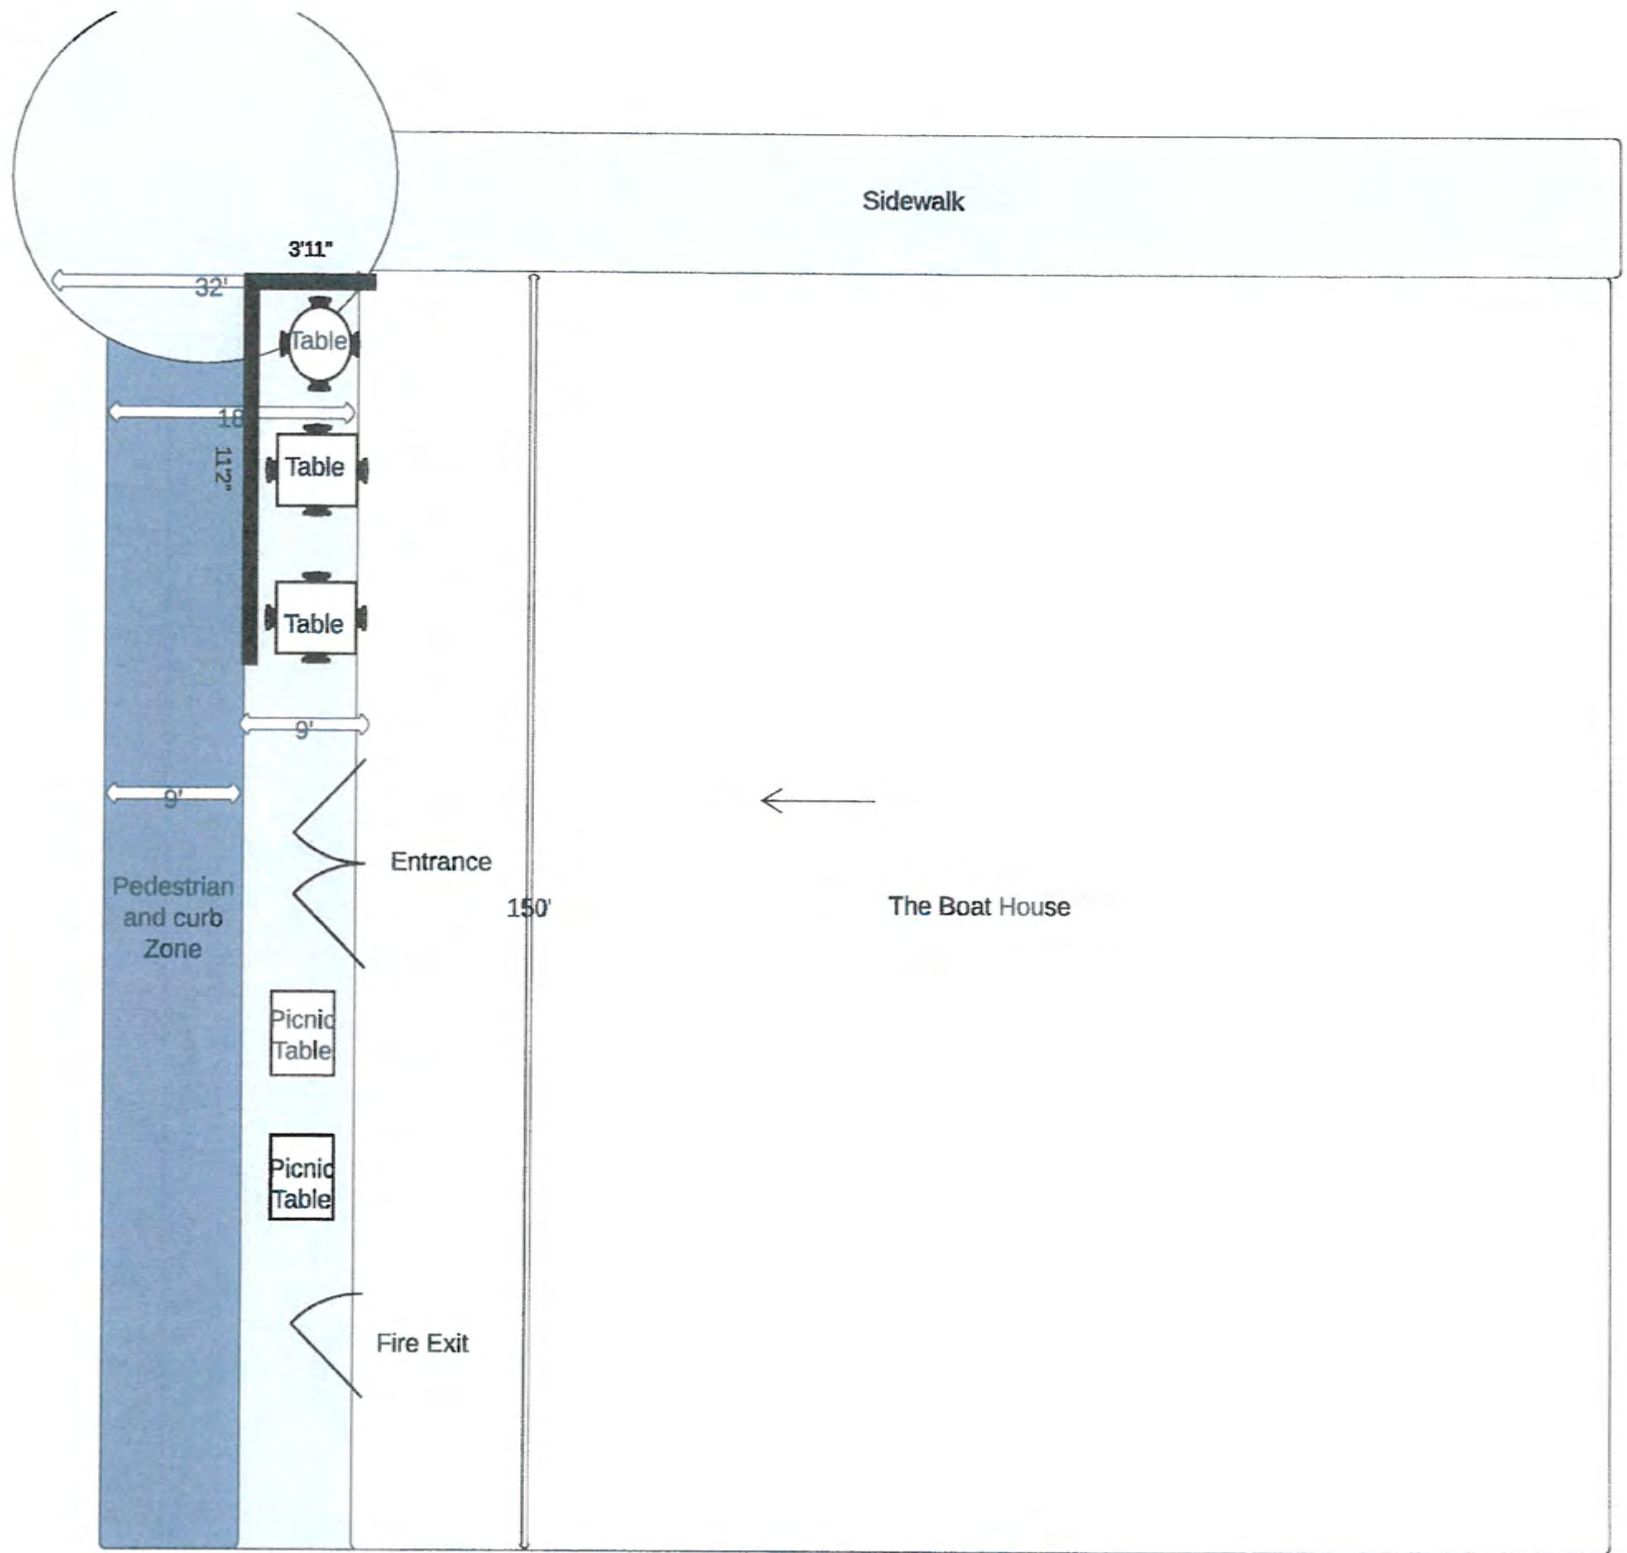 Sidewalk
3'11"
32'
Table
18
11'2"
Table
Table
9'
9'
Entrance
Pedestrian
and curb
Zone
150'
The Boat House
Picnic
Table
Picnic
Table
Fire Exit